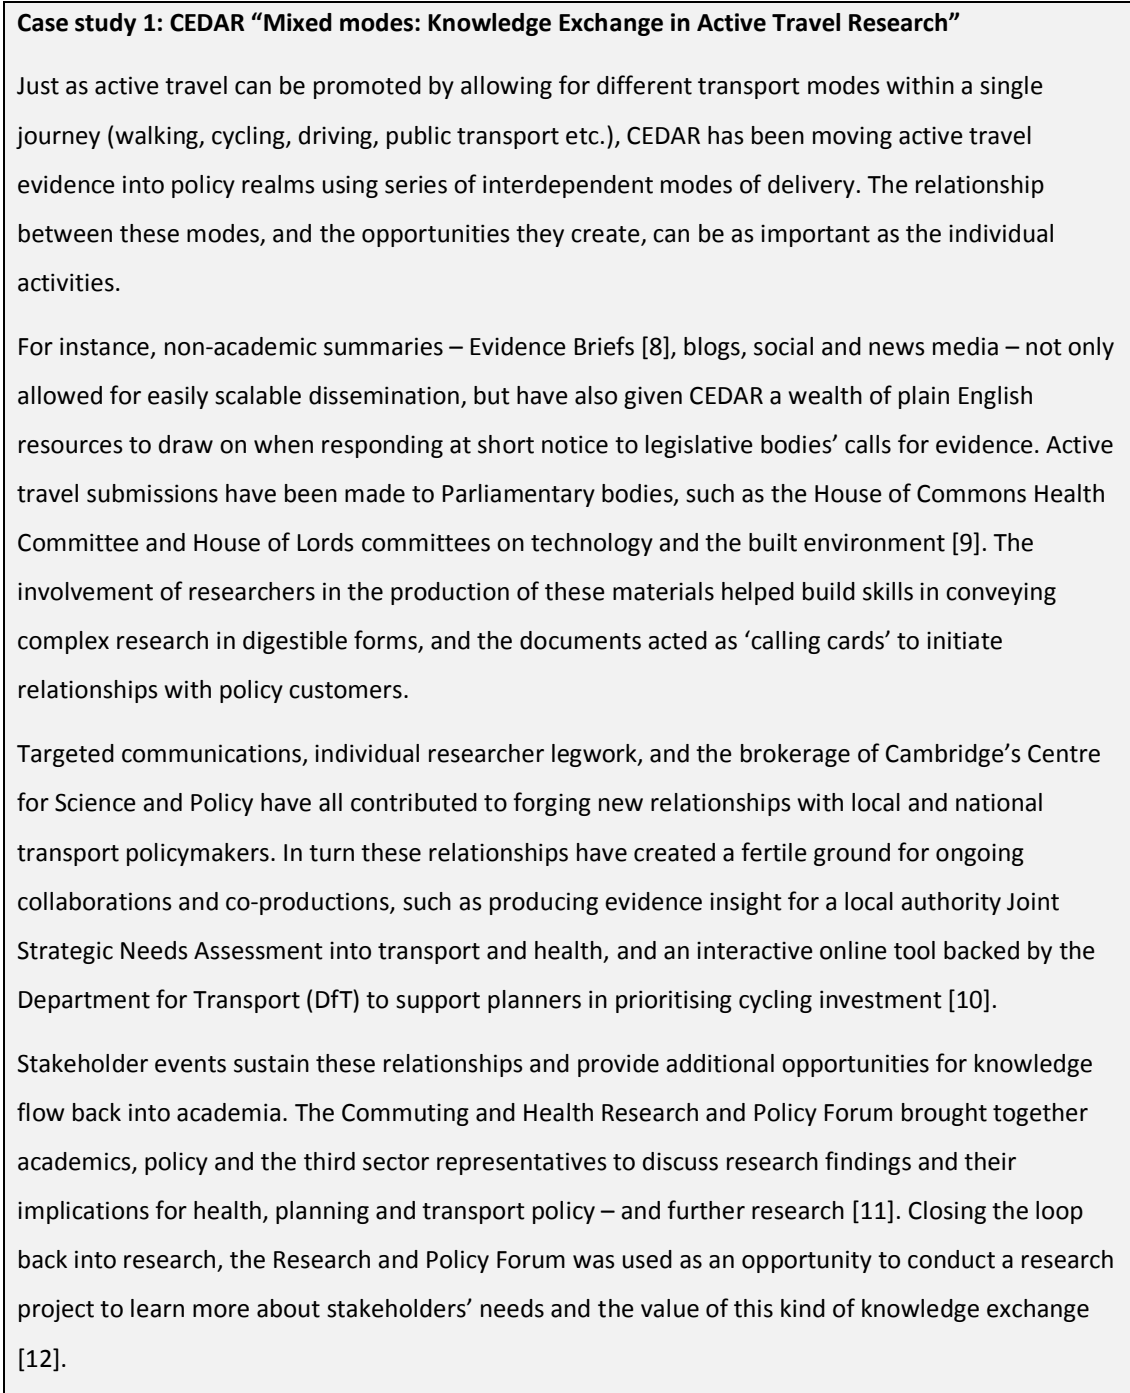 Case study 1: CEDAR “Mixed modes: Knowledge Exchange in Active Travel Research”
Just as active travel can be promoted by allowing for different transport modes within a single
journey (walking, cycling, driving, public transport etc.), CEDAR has been moving active travel
evidence into policy realms using series of interdependent modes of delivery. The relationship
between these modes, and the opportunities they create, can be as important as the individual
activities.
For instance, non-academic summaries – Evidence Briefs [8], blogs, social and news media – not only
allowed for easily scalable dissemination, but have also given CEDAR a wealth of plain English
resources to draw on when responding at short notice to legislative bodies’ calls for evidence. Active
travel submissions have been made to Parliamentary bodies, such as the House of Commons Health
Committee and House of Lords committees on technology and the built environment [9]. The
involvement of researchers in the production of these materials helped build skills in conveying
complex research in digestible forms, and the documents acted as ‘calling cards’ to initiate
relationships with policy customers.
Targeted communications, individual researcher legwork, and the brokerage of Cambridge’s Centre
for Science and Policy have all contributed to forging new relationships with local and national
transport policymakers. In turn these relationships have created a fertile ground for ongoing
collaborations and co-productions, such as producing evidence insight for a local authority Joint
Strategic Needs Assessment into transport and health, and an interactive online tool backed by the
Department for Transport (DfT) to support planners in prioritising cycling investment [10].
Stakeholder events sustain these relationships and provide additional opportunities for knowledge
flow back into academia. The Commuting and Health Research and Policy Forum brought together
academics, policy and the third sector representatives to discuss research findings and their
implications for health, planning and transport policy – and further research [11]. Closing the loop
back into research, the Research and Policy Forum was used as an opportunity to conduct a research
project to learn more about stakeholders’ needs and the value of this kind of knowledge exchange
[12].